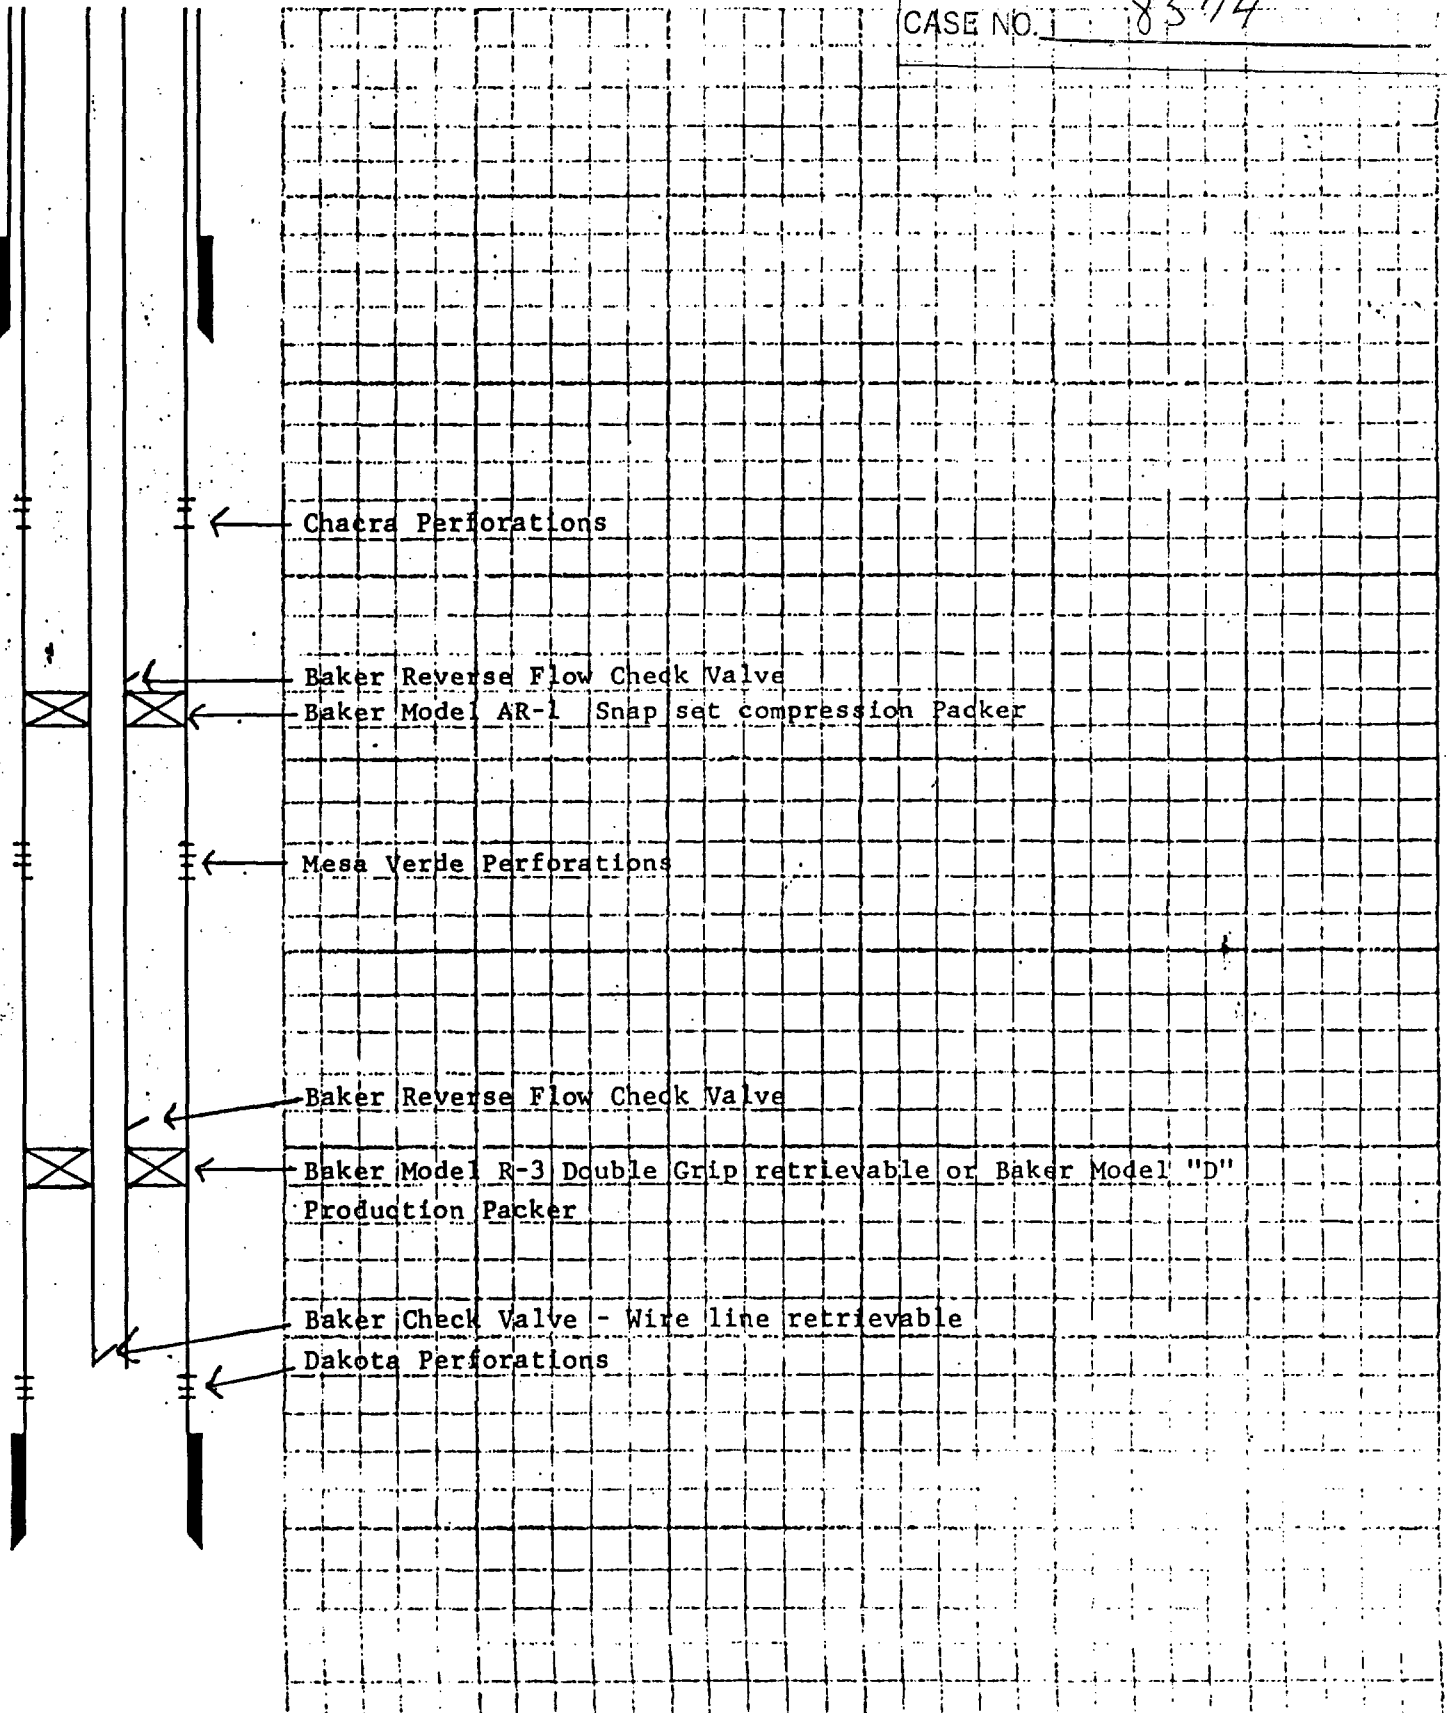 CASE NO.
Chacra Perforations
Baker Reverse Flow Check Valve
Baker Model AR-1 Snap set compression Packer
Mesa Verde Perforations
Baker Reverse Flow Check Valve
Baker Model R-3 Double Grip retrievable or Baker Model "D"
Production Packer
Baker Check Valve - Wire line retrievable
Dakota Perforations